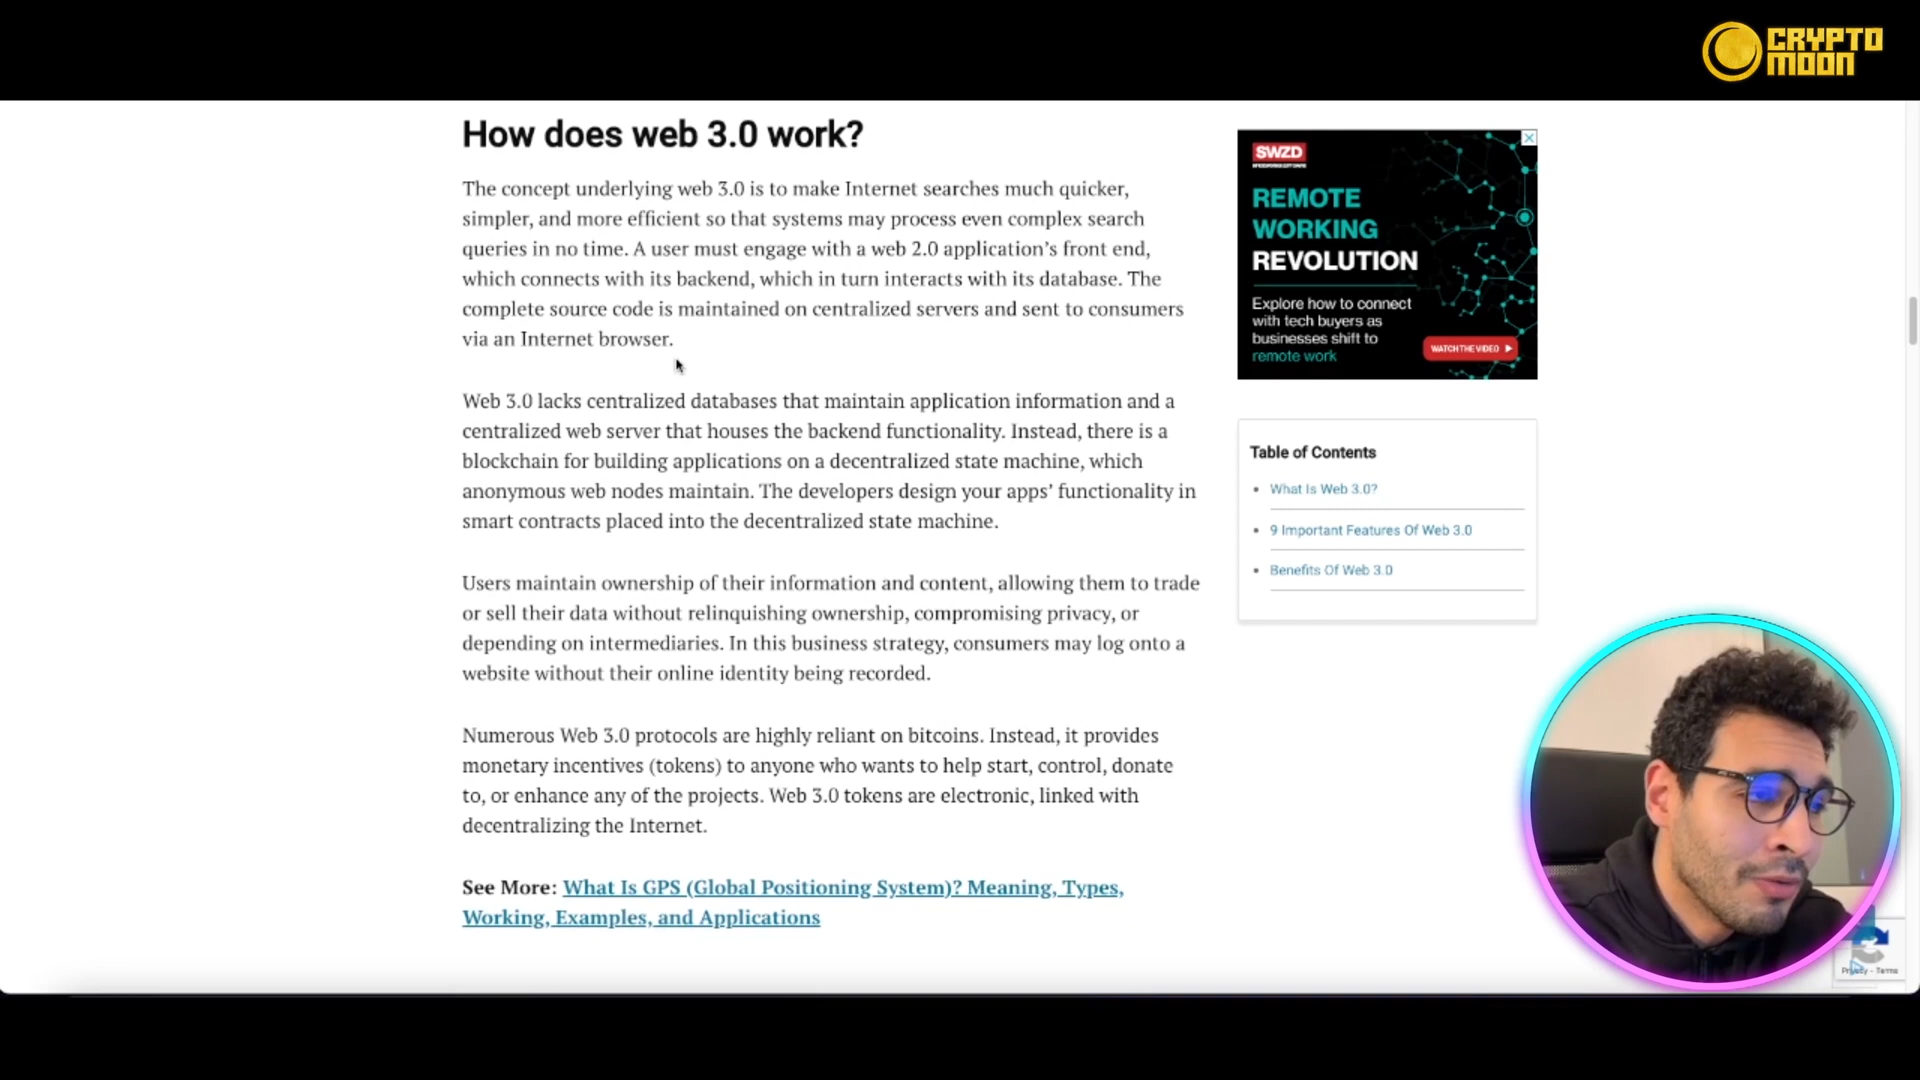 CRYPTO
MOON
How does web 3.0 work?
The concept underlying web 3.0 is to make Internet searches much quicker,
simpler, and more efficient so that systems may process even complex search
queries in no time. A user must engage with a web 2.0 application’s front end,
which connects with its backend, which in turn interacts with its database. The
complete source code is maintained on centralized servers and sent to consumers
via an Internet browser.
Web 3.0 lacks centralized databases that maintain application information and a
centralized web server that houses the backend functionality. Instead, there is a
blockchain for building applications on a decentralized state machine, which
anonymous web nodes maintain. The developers design your apps’ functionality in
smart contracts placed into the decentralized state machine.
Users maintain ownership of their information and content, allowing them to trade
or sell their data without relinquishing ownership, compromising privacy, or
depending on intermediaries. In this business strategy, consumers may log onto a
website without their online identity being recorded.
Numerous Web 3.0 protocols are highly reliant on bitcoins. Instead, it provides
monetary incentives (tokens) to anyone who wants to help start, control, donate
to, or enhance any of the projects. Web 3.0 tokens are electronic, linked with
decentralizing the Internet.
See More: What Is GPS (Global Positioning System)? Meaning, Types,
Working, Examples, and Applications
SWZD
REMOTE
WORKING
REVOLUTION
Explore how to connect
with tech buyers as
businesses shift to
remote work
WATCH THE VIDEO
Table of Contents
What Is Web 3.0?
9 Important Features Of Web 3.0
Benefits Of Web 3.0
Privacy - Terms